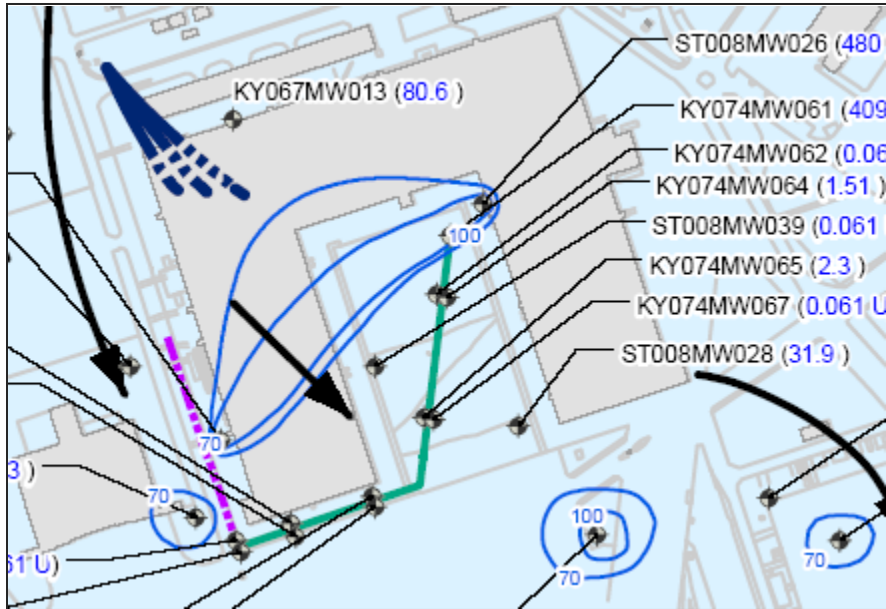 ST008MW026 (480
KY067MW013 (80.6 )
KY074MW061 (409
KY074MW062 (0.06
KY074MW064 (1.51 )
ST008MW039 (0.061
100
KY074MW065 (2.3 )
KY074MW067 (0.061 U
ST008MW028 (31.9 )
70
3 )
70
100
70
70
61 U)